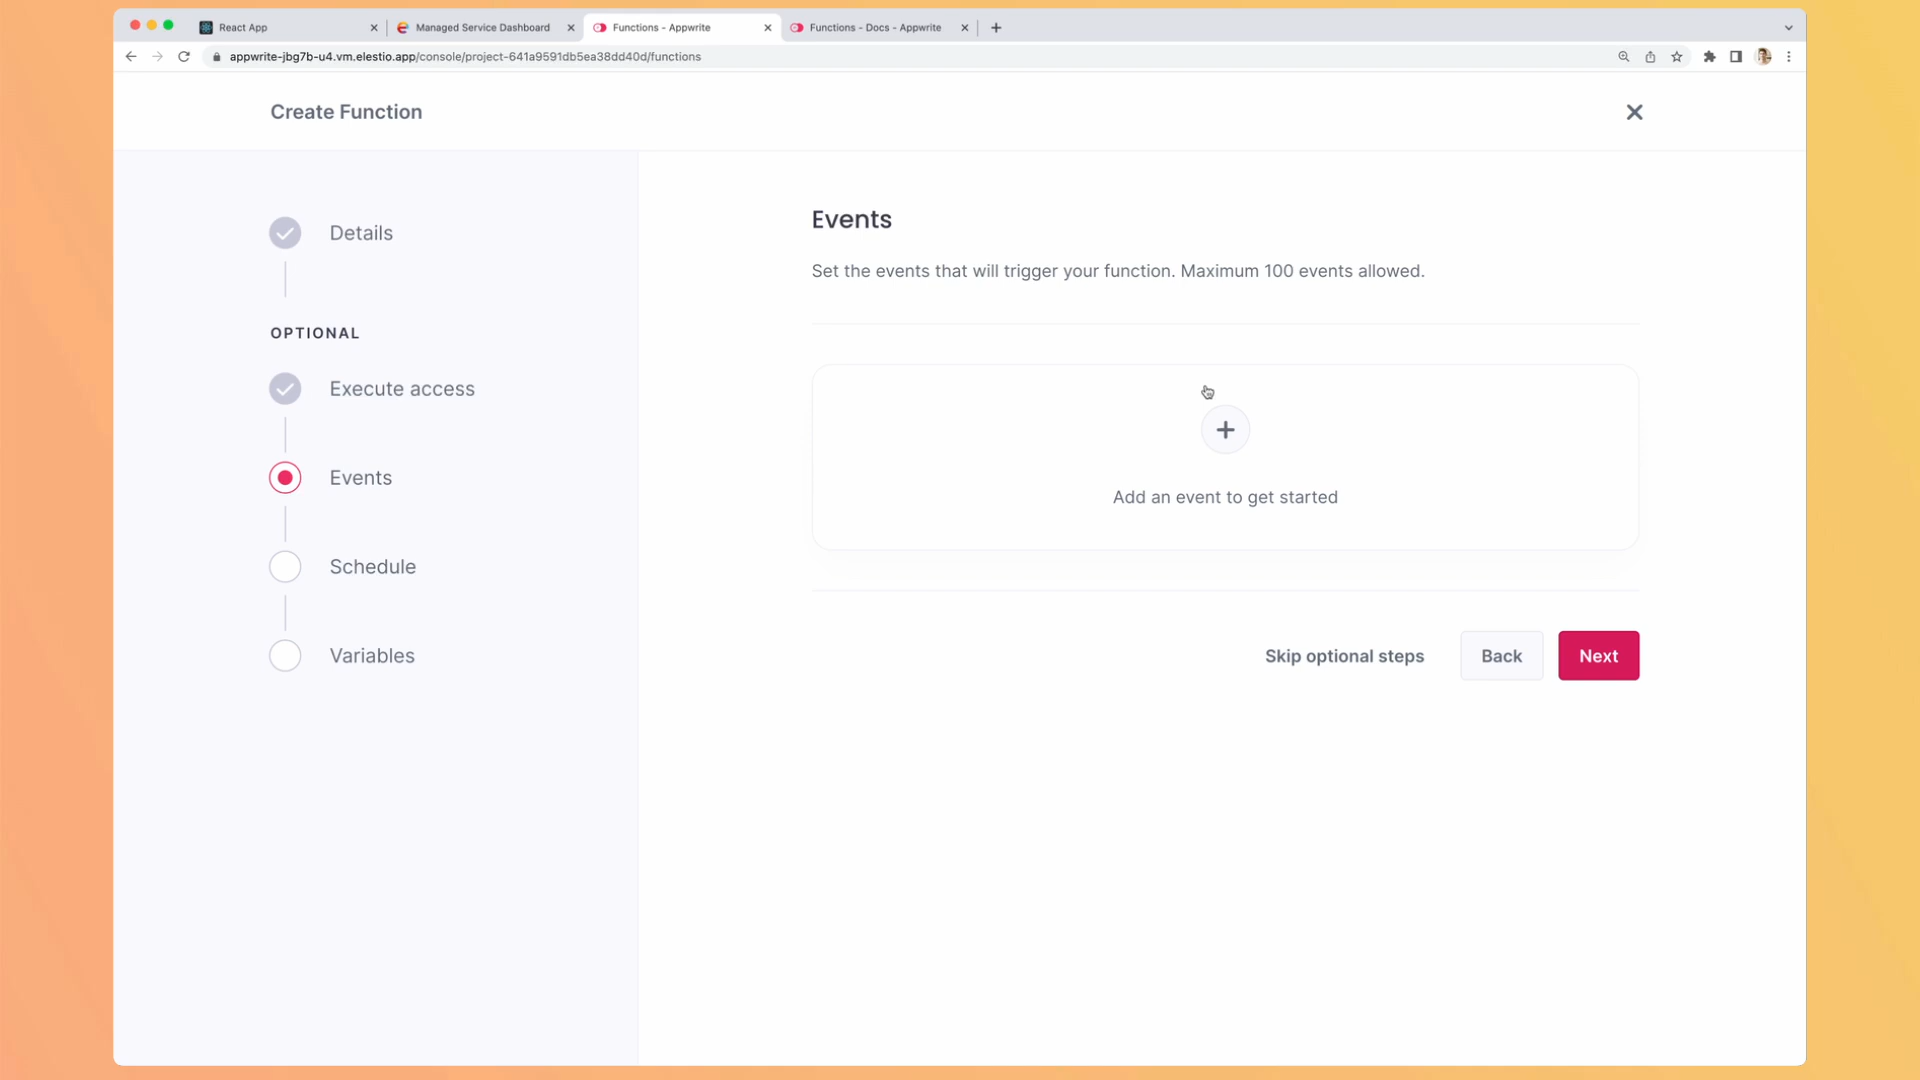 React App
Managed Service Dashboard
Functions - Appwrite
Functions - Docs - Appwrite
appwrite-jbg7b-u4.vm.elestio.app/console/project-641a9591db5ea38dd40d/functions
Create Function
Details
OPTIONAL
Execute access
Events
Schedule
Variables
Events
Set the events that will trigger your function. Maximum 100 events allowed.
Add an event to get started
Skip optional steps
Back
Next